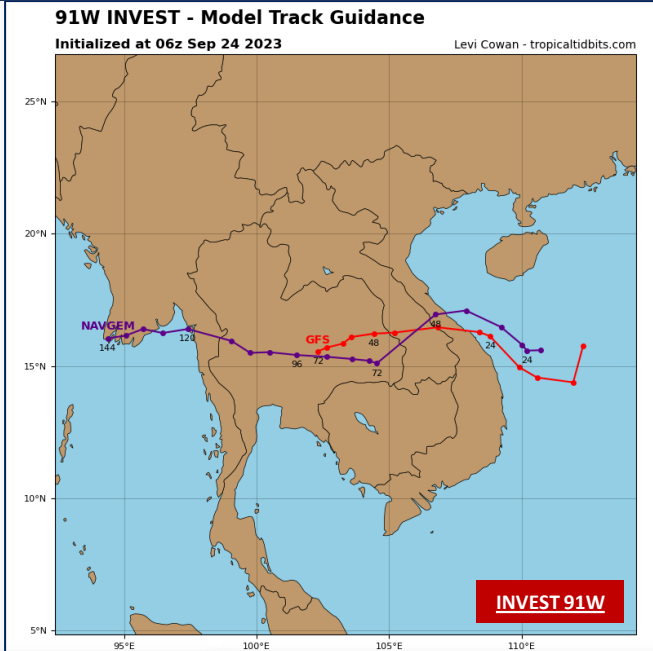 91W INVEST - Model Track Guidance
Initialized at 06z Sep 24 2023
Levi Cowan - tropicaltidbits.com
25°N
20°N
NAVGEM
144
120
GFS
48
48
24
24
72
96
72
15°N
10°N
INVEST 91W
5°N
95°E
100°E
105°E
110°E